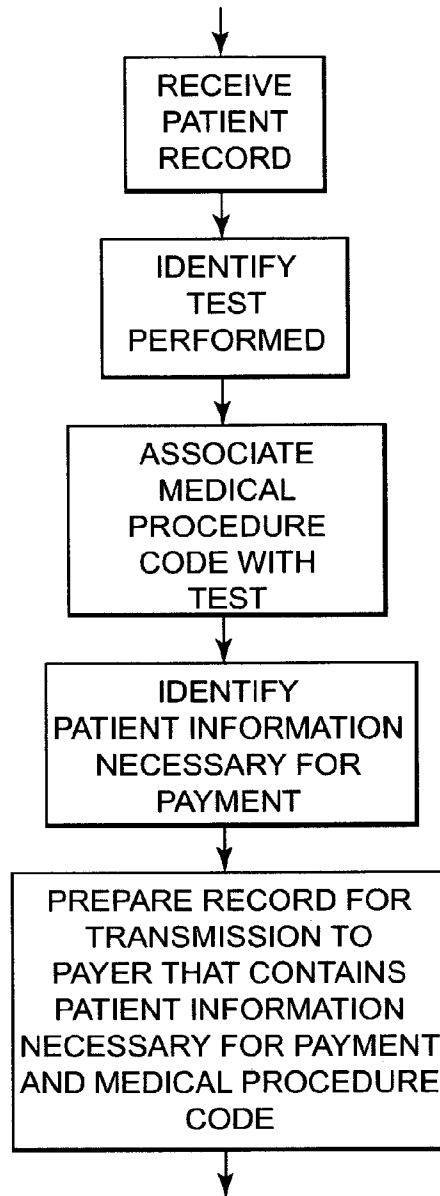 RECEIVE
PATIENT
RECORD
IDENTIFY
TEST
PERFORMED
ASSOCIATE
MEDICAL
PROCEDURE
CODE WITH
TEST
IDENTIFY
PATIENT INFORMATION
NECESSARY FOR
PAYMENT
PREPARE RECORD FOR
TRANSMISSION TO
PAYER THAT CONTAINS
PATIENT INFORMATION
NECESSARY FOR PAYMENT
AND MEDICAL PROCEDURE
CODE